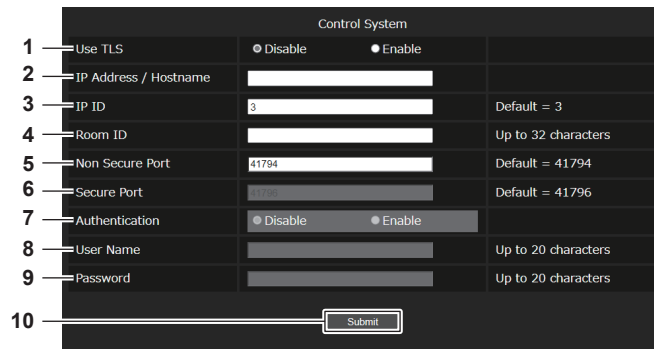 Control System
1 Use TLS Disable Enable
2 IP Address / Hostname
3 IP ID 3 Default = 3
4 Room ID Up to 32 characters
5 Non Secure Port 41794 Default = 41794
6 Secure Port 41796 Default = 41796
7 Authentication Disable Enable
8 User Name Up to 20 characters
9 Password Up to 20 characters
10 Submit